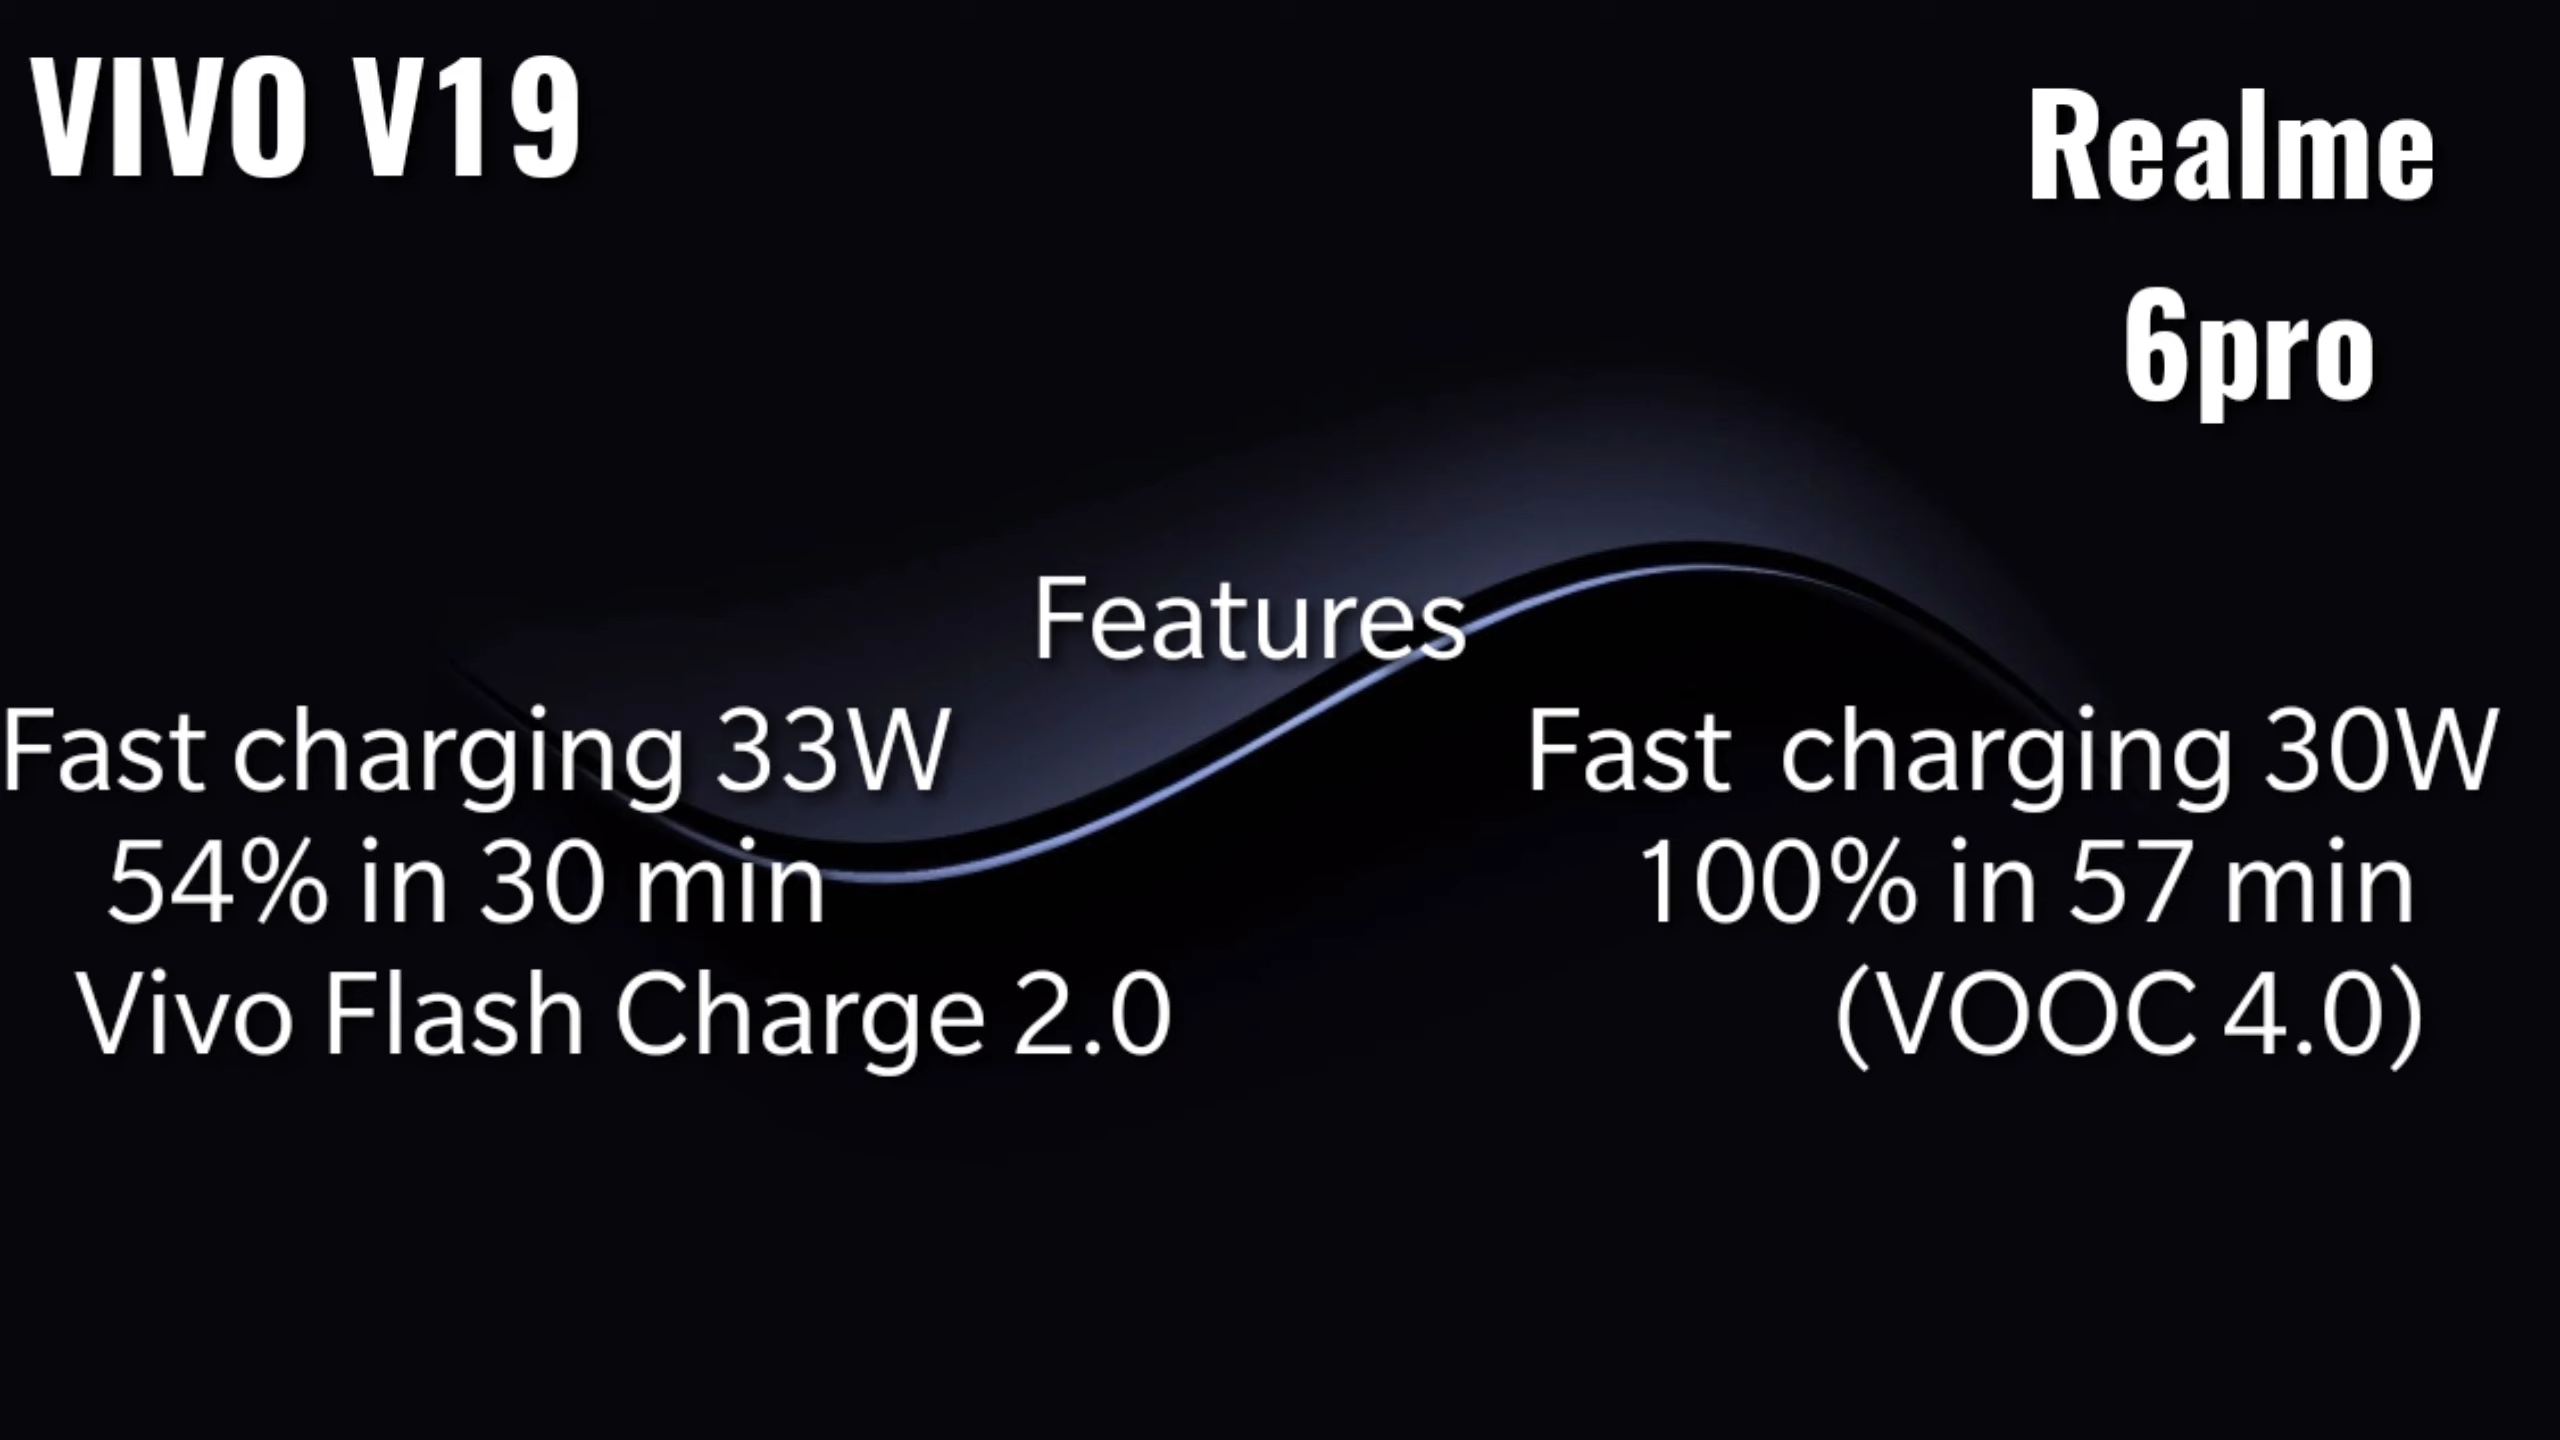 VIVO V19
Realme
6pro
Features
Fast charging 33W
54% in 30 min
Vivo Flash Charge 2.0
Fast charging 30W
100% in 57 min
(VOOC 4.0)